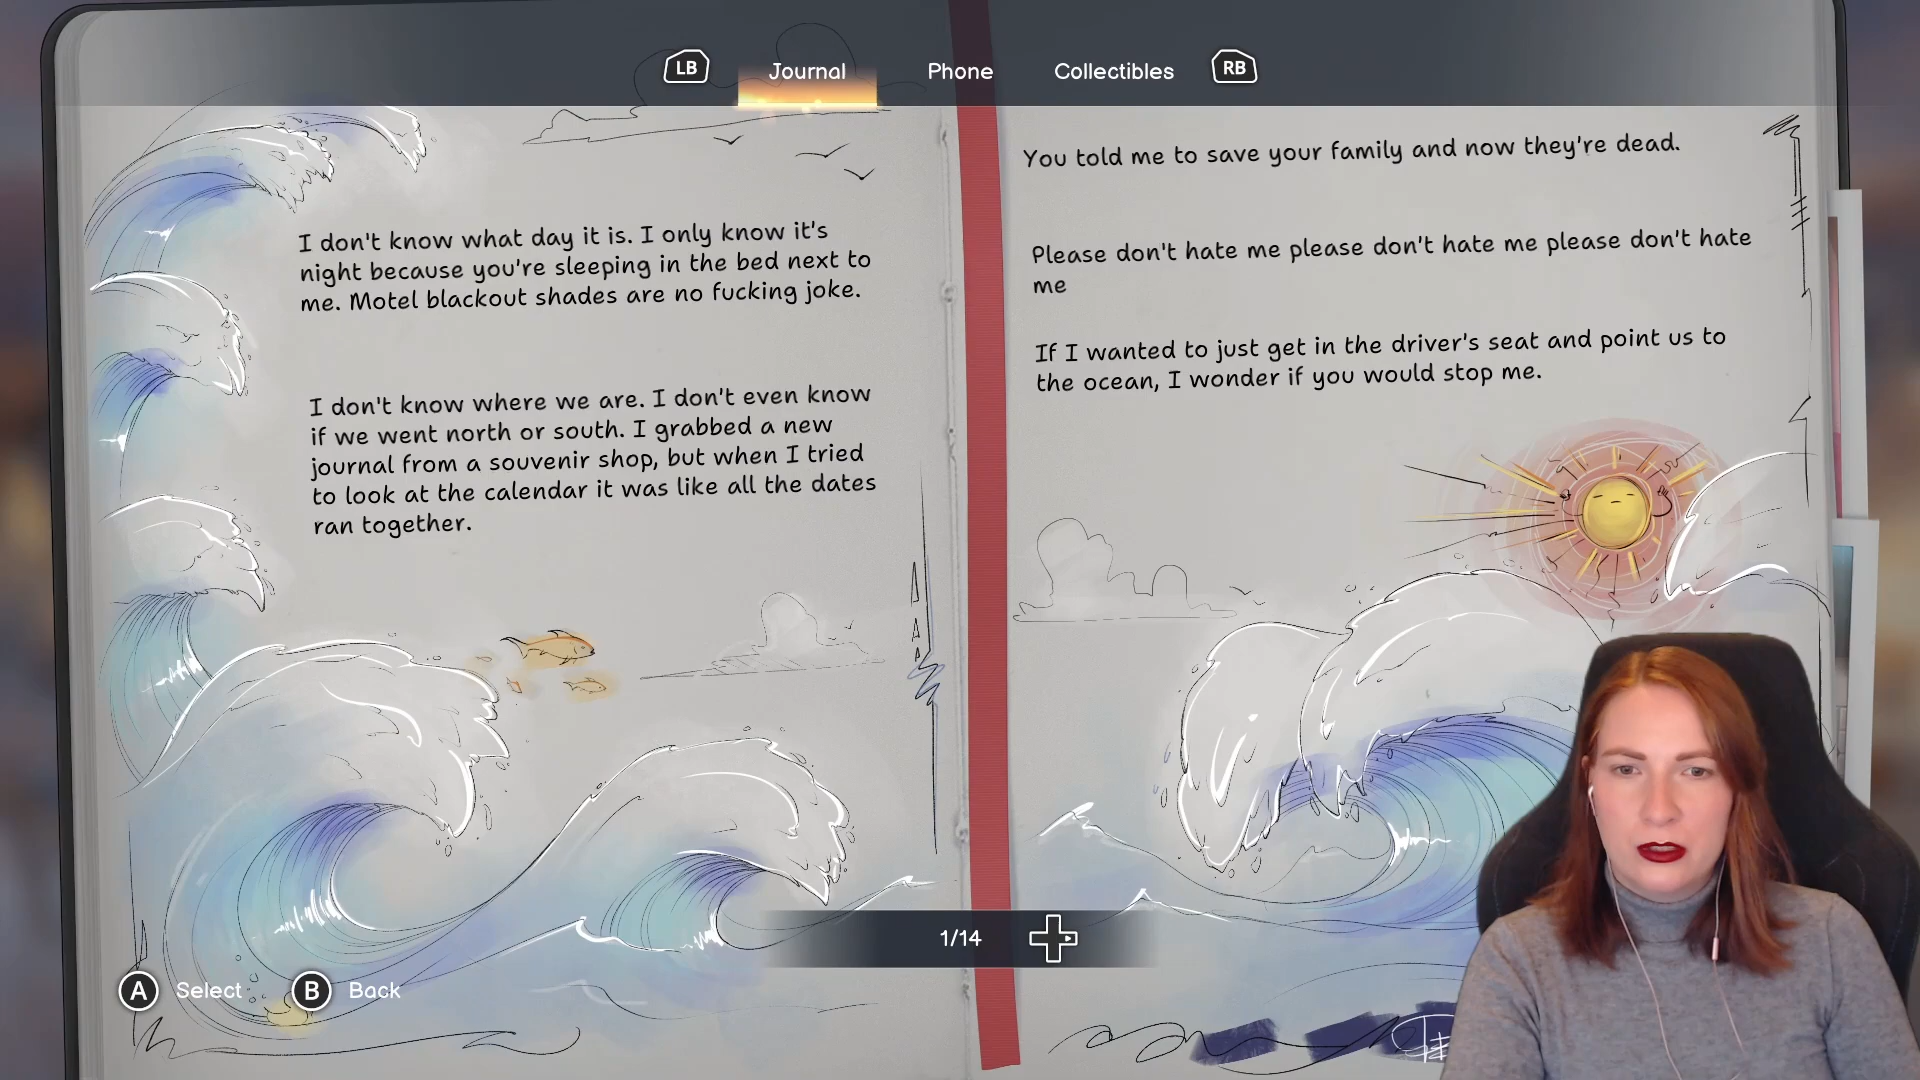 LB
Journal
Phone
Collectibles
RB
I don't know what day it is. I only know it's
night because you're sleeping in the bed next to
me. Motel blackout shades are no fucking joke.
I don't know where we are. I don't even know
if we went north or south. I grabbed a new
journal from a souvenir shop, but when I tried
to look at the calendar it was like all the dates
ran together.
You told me to save your family and now they're dead.
Please don't hate me please don't hate me please don't hate
me
If I wanted to just get in the driver's seat and point us to
the ocean, I wonder if you would stop me.
1/14
A Select
B Back